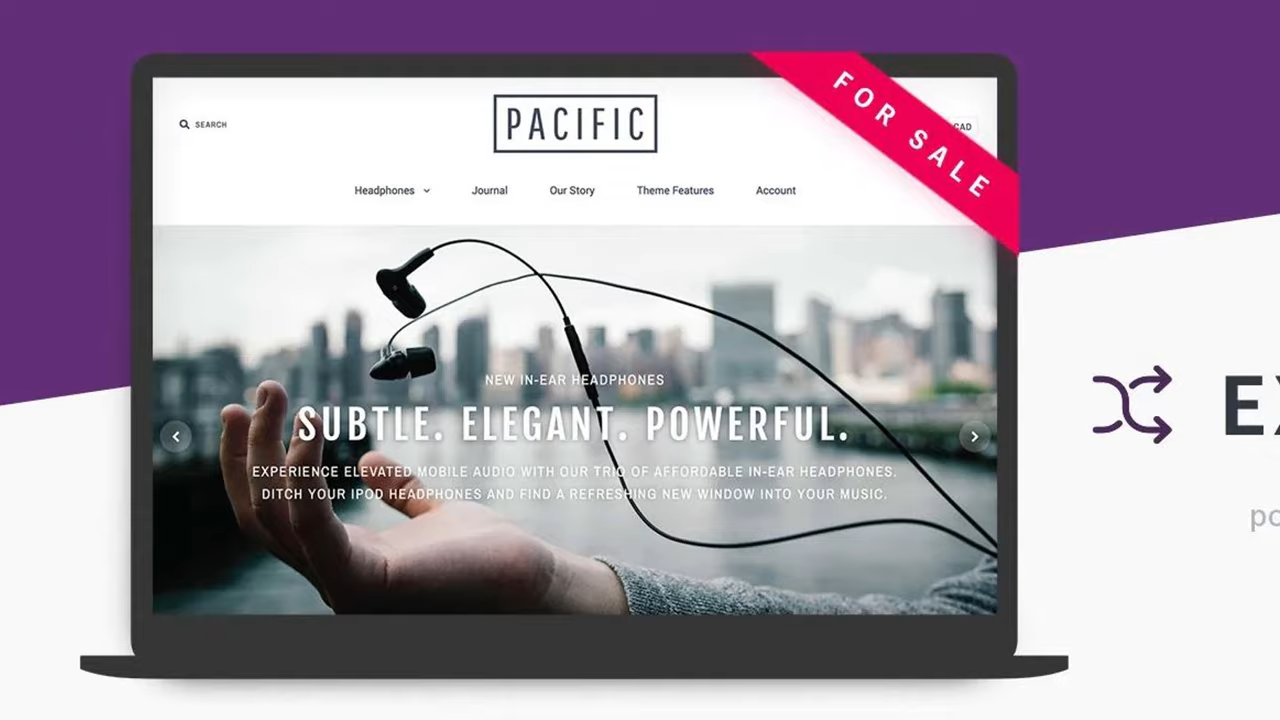 FOR SALE
SEARCH
PACIFIC
CAD
Headphones
Journal
Our Story
Theme Features
Account
NEW IN-EAR HEADPHONES
SUBTLE. ELEGANT. POWERFUL.
EXPERIENCE ELEVATED MOBILE AUDIO WITH OUR TRIO OF AFFORDABLE IN-EAR HEADPHONES.
DITCH YOUR IPOD HEADPHONES AND FIND A REFRESHING NEW WINDOW INTO YOUR MUSIC.